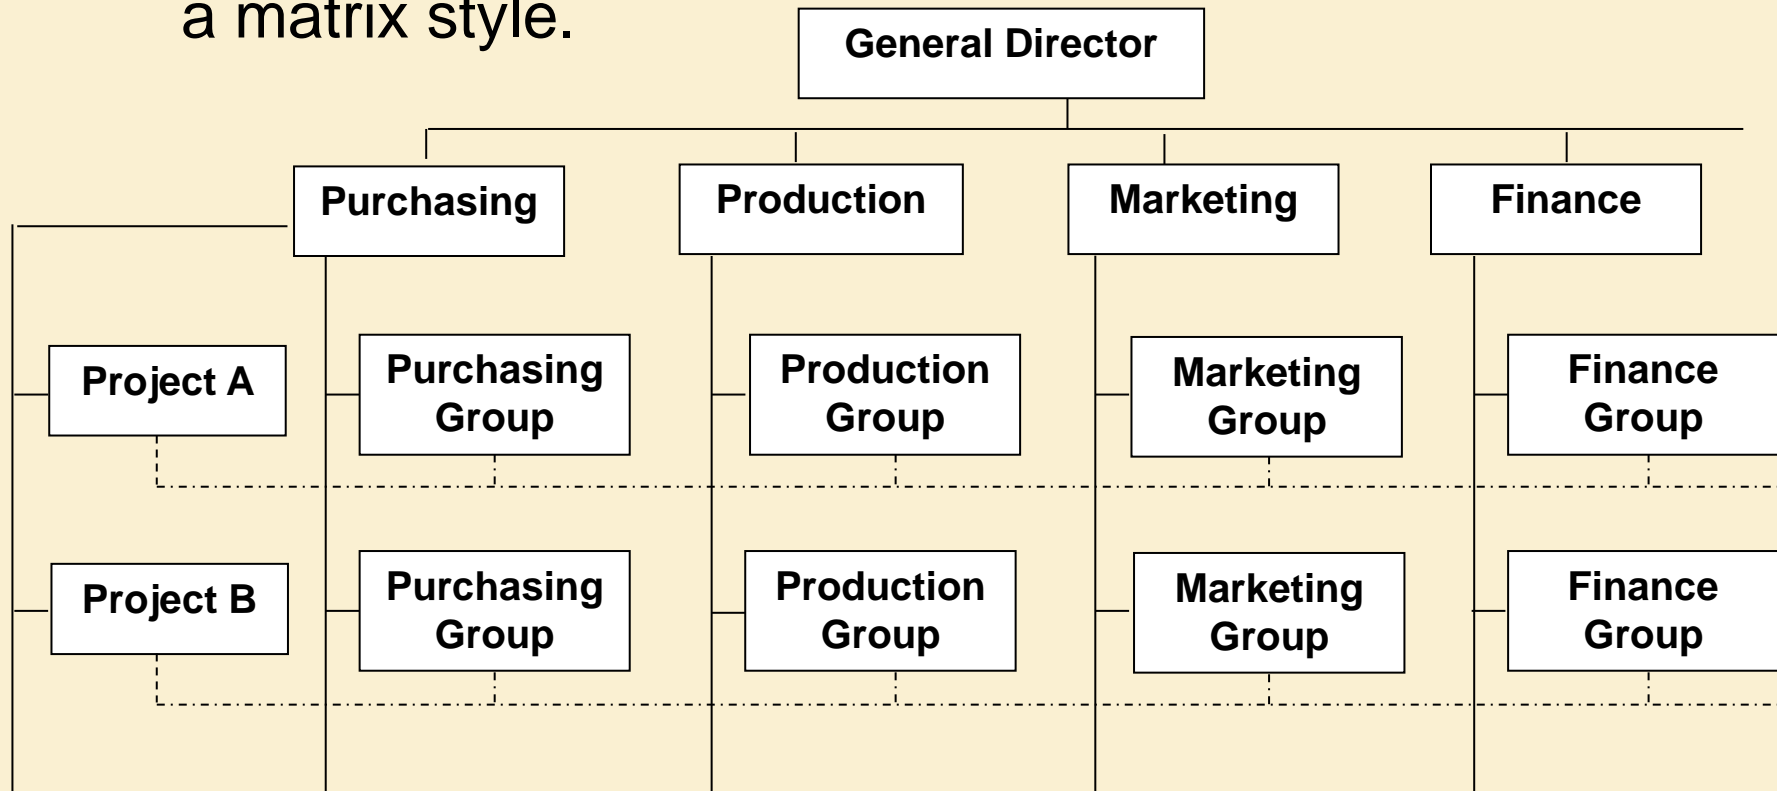 a matrix style.
General Director
Purchasing
Production
Marketing
Finance
Project A
Purchasing
Group
Production
Group
Marketing
Group
Finance
Group
Project B
Purchasing
Group
Production
Group
Marketing
Group
Finance
Group